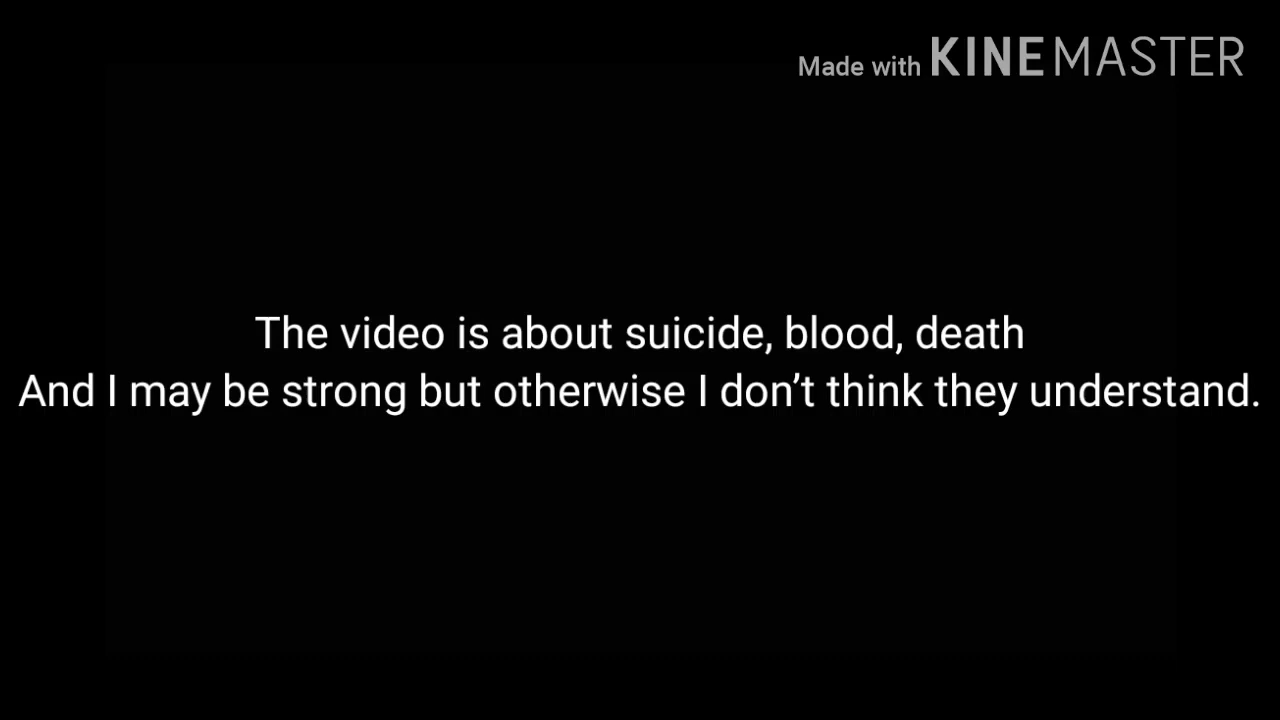 Made with KINEMASTER
The video is about suicide, blood, death
And I may be strong but otherwise I don’t think they understand.